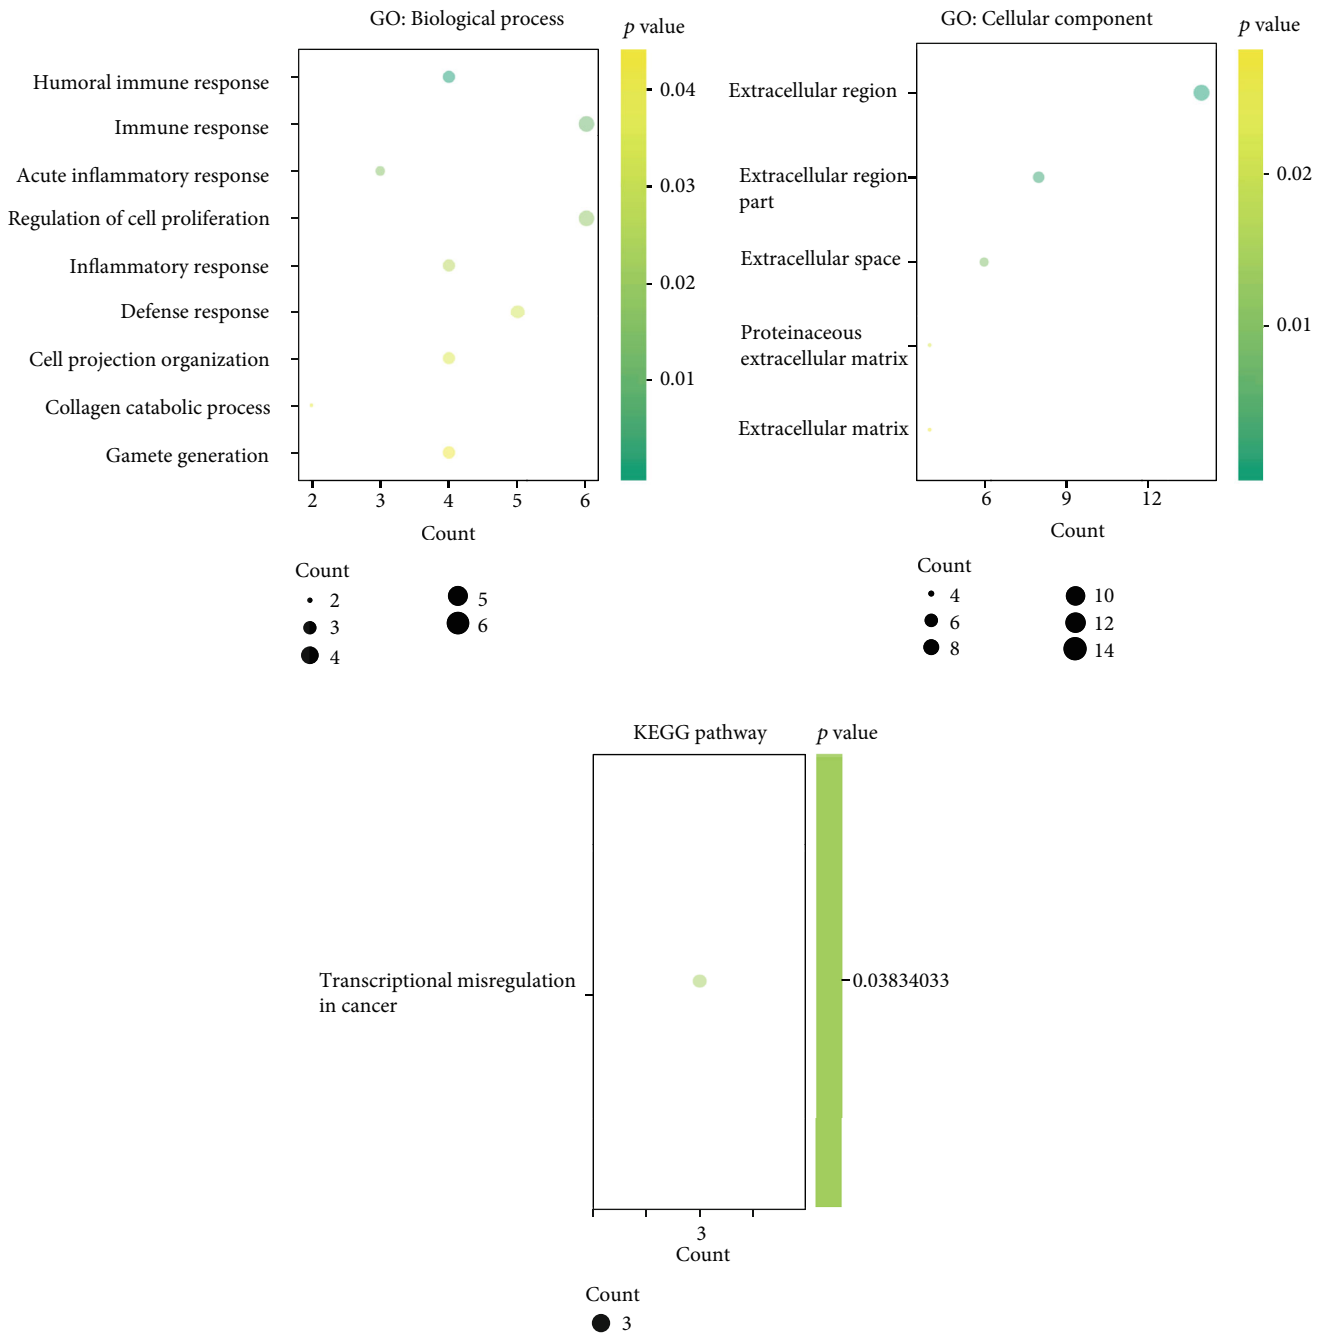 GO: Biological process
p value
Humoral immune response
Immune response
Acute inflammatory response
Regulation of cell proliferation
Inflammatory response
Defense response
Cell projection organization
Collagen catabolic process
Gamete generation
0.04
0.03
0.02
0.01
2 3 4 5 6
Count
Count
2
3
4
5
6
GO: Cellular component
p value
Extracellular region
Extracellular region
part
Extracellular space
Proteinaceous
extracellular matrix
Extracellular matrix
0.02
0.01
6 9 12
Count
Count
4
6
8
10
12
14
KEGG pathway
p value
Transcriptional misregulation
in cancer
0.03834033
3
Count
Count
3